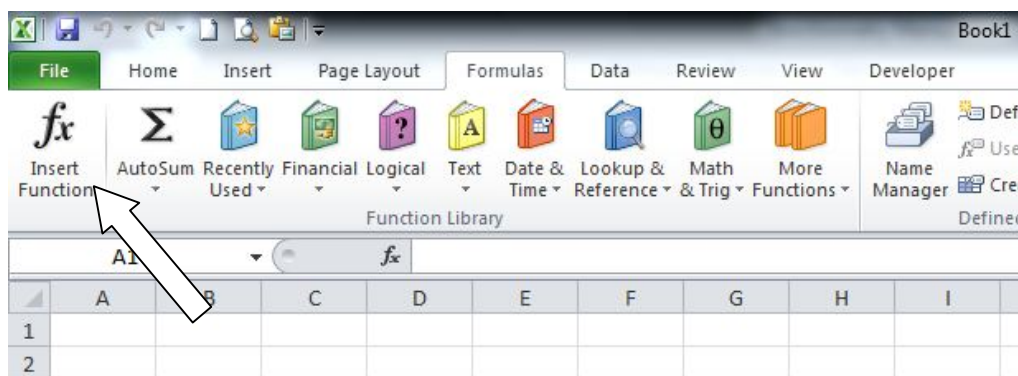 Book1
File Home Insert Page Layout Formulas Data Review View Developer
fx Σ ? A θ
Insert Function AutoSum Recently Used Financial Logical Text Date & Time Lookup & Reference Math & Trig More Functions Name Manager
Function Library
A1 fx
A B C D E F G H I
1
2